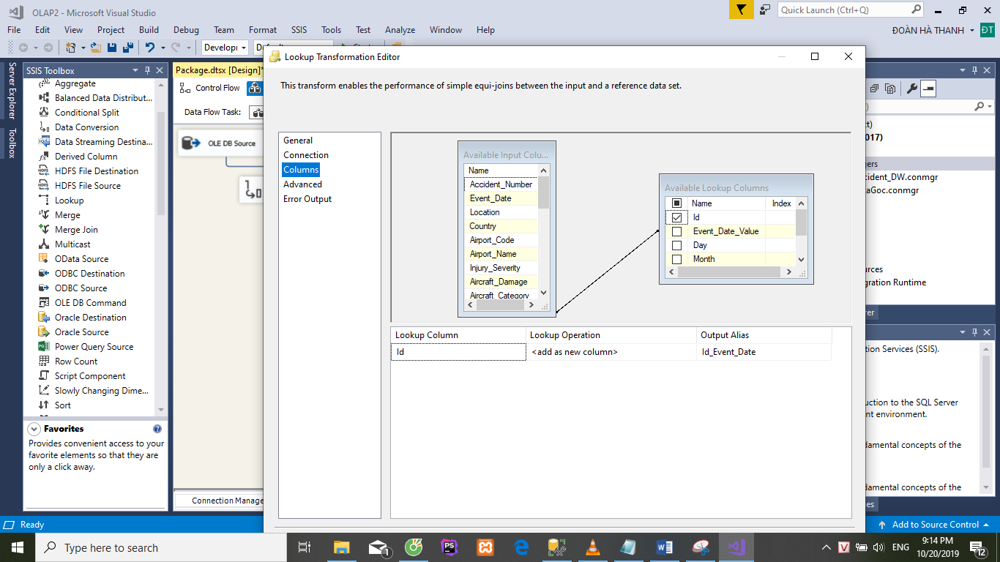 OLAP2 - Microsoft Visual Studio
Quick Launch (Ctrl+Q)
File Edit View Project Build Debug Team Format SSIS Tools Test Analyze Window Help
ĐOÀN HÀ THANH ĐT
Server Explorer
Toolbox
SSIS Toolbox
Aggregate
Balanced Data Distribut...
Conditional Split
Data Conversion
Data Streaming Destina...
Derived Column
HDFS File Destination
HDFS File Source
Lookup
Merge
Merge Join
Multicast
OData Source
ODBC Destination
ODBC Source
OLE DB Command
Oracle Destination
Oracle Source
Power Query Source
Row Count
Script Component
Slowly Changing Dime...
Sort
Favorites
Provides convenient access to your
favorite elements so that they are
only a click away.
Package.dtsx [Design]*
Control Flow
Data Flow Task:
OLE DB Source
Connection Manage
Lookup Transformation Editor
This transform enables the performance of simple equi-joins between the input and a reference data set.
General
Connection
Columns
Advanced
Error Output
Available Input Colu...
Name
Accident_Number
Event_Date
Location
Country
Airport_Code
Airport_Name
Injury_Severity
Aircraft_Damage
Aircraft_Category
Available Lookup Columns
Name Index
Id
Event_Date_Value
Day
Month
Lookup Column Lookup Operation Output Alias
Id <add as new column> Id_Event_Date
2017)
gers
cident_DW.conmgr
taGoc.conmgr
urces
gration Runtime
rer
tion Services (SSIS).
uction to the SQL Server
nt environment.
damental concepts of the
damental concepts of the
es
Ready
Add to Source Control
Type here to search
1
PS
W
V
ENG
9:14 PM
10/20/2019
12